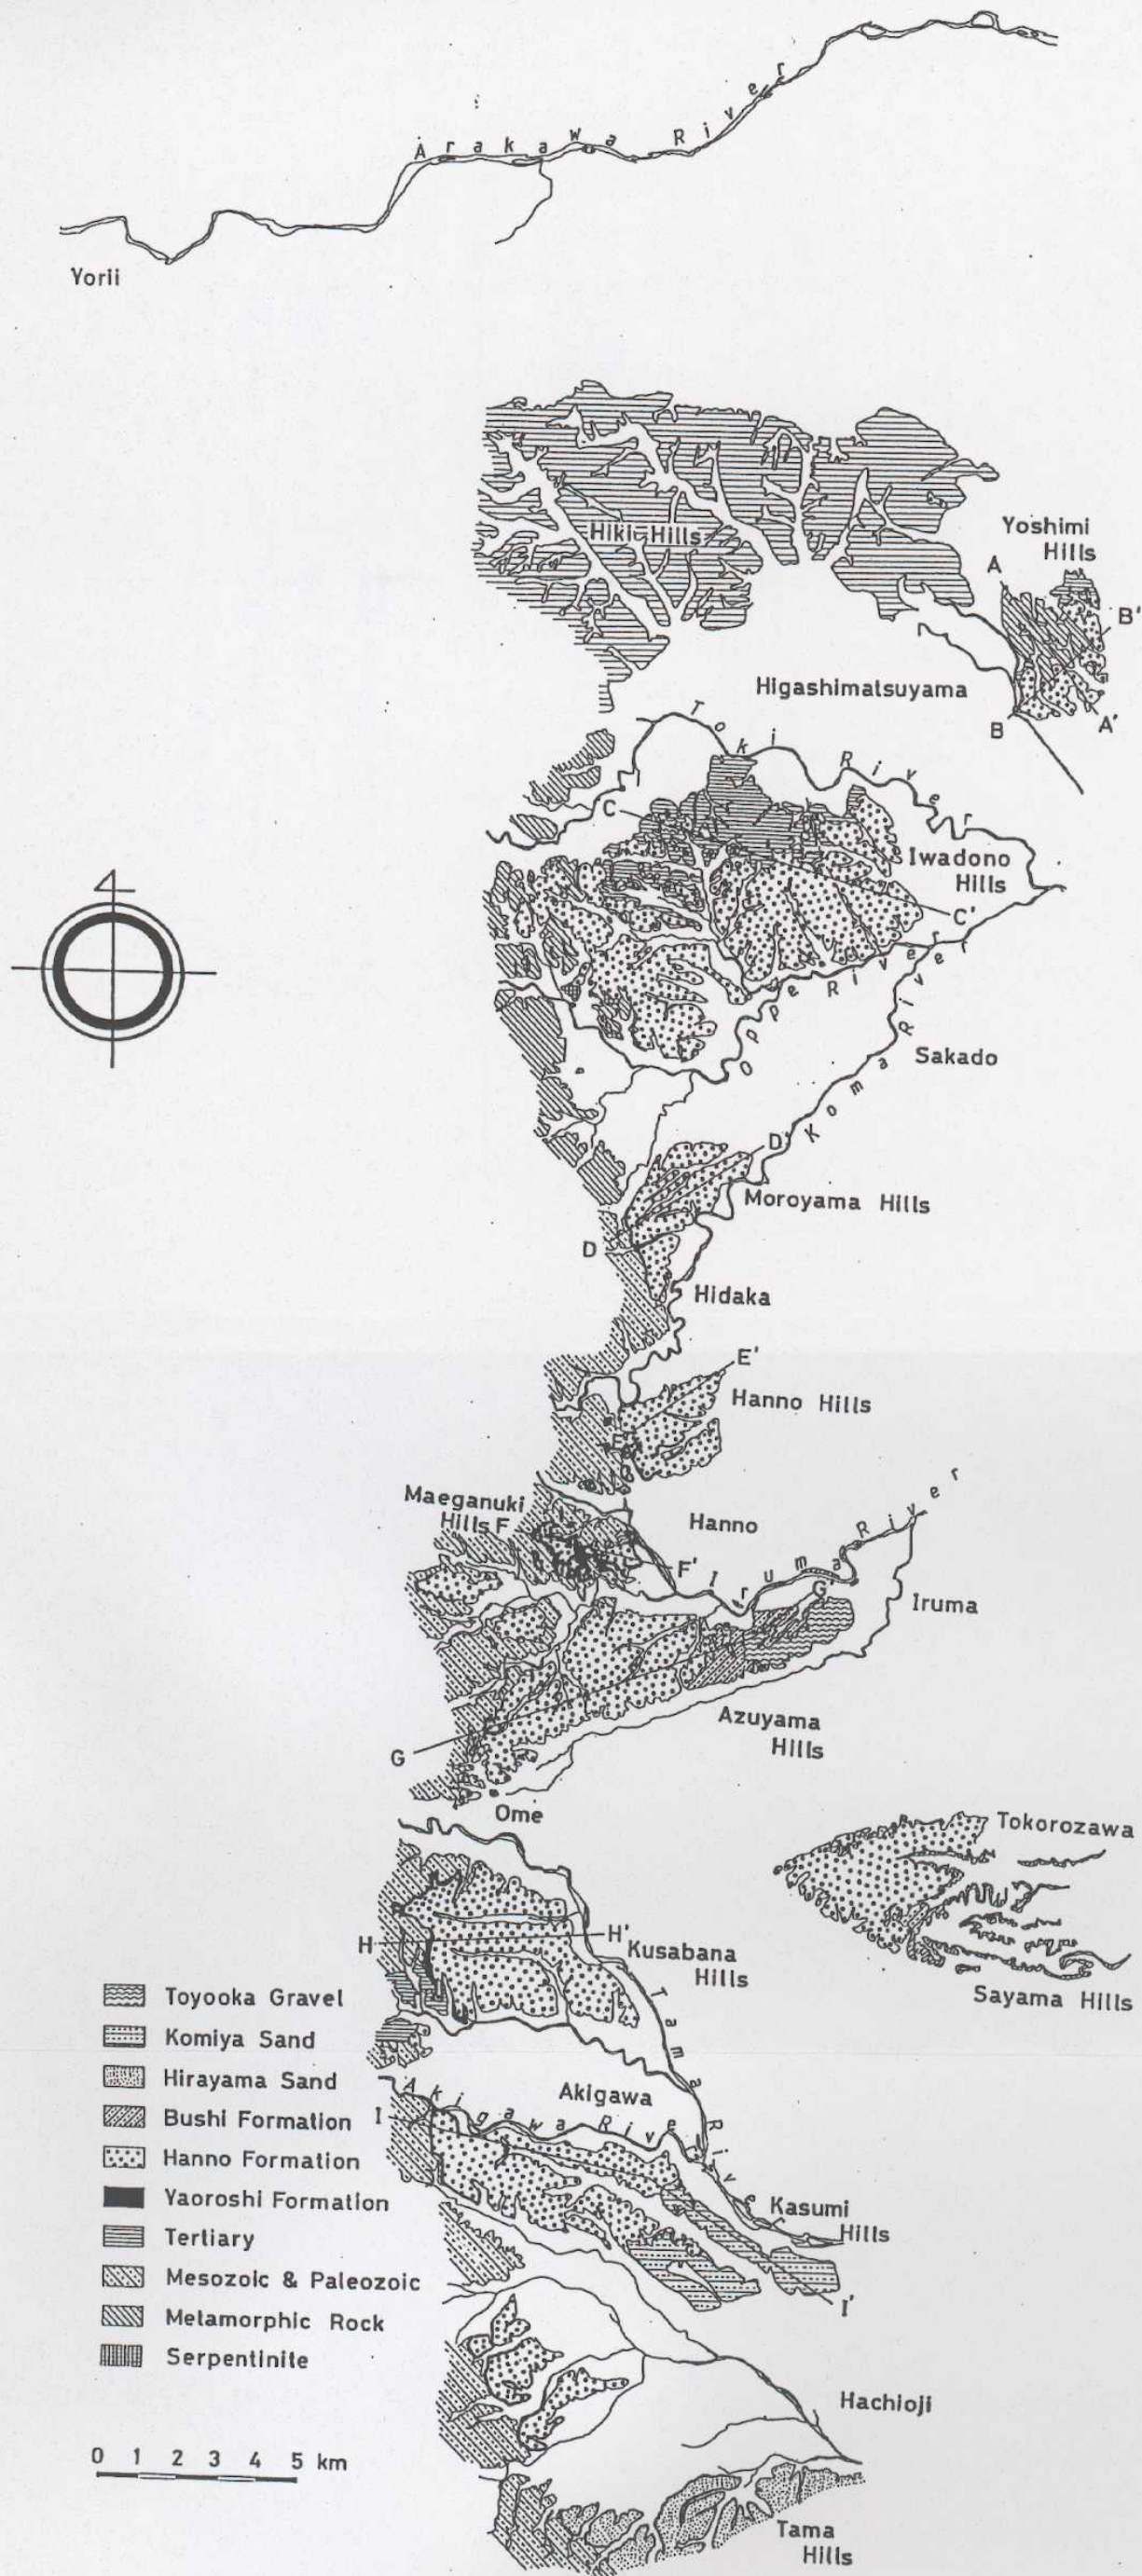 Arakawa River
Yorii
Hiki Hills
Yoshimi
Hills
A
B'
Higashimatsuyama
B
A'
Toki River
C
Iwadono
Hills
C'
Oppe River
Koma River
Sakado
D'
Moroyama Hills
D
Hidaka
E'
Hanno Hills
E
Maeganuki
Hills F
Hanno
F'
Iruma River
G'
Iruma
Azuyama
Hills
G
Ome
Tokorozawa
H
H'
Kusabana
Hills
Sayama Hills
Tama River
Akigawa
Akigawa River
I
Kasumi
Hills
I'
Hachioji
Tama
Hills
Toyooka Gravel
Komiya Sand
Hirayama Sand
Bushi Formation
Hanno Formation
Yaoroshi Formation
Tertiary
Mesozoic & Paleozoic
Metamorphic Rock
Serpentinite
0 1 2 3 4 5 km